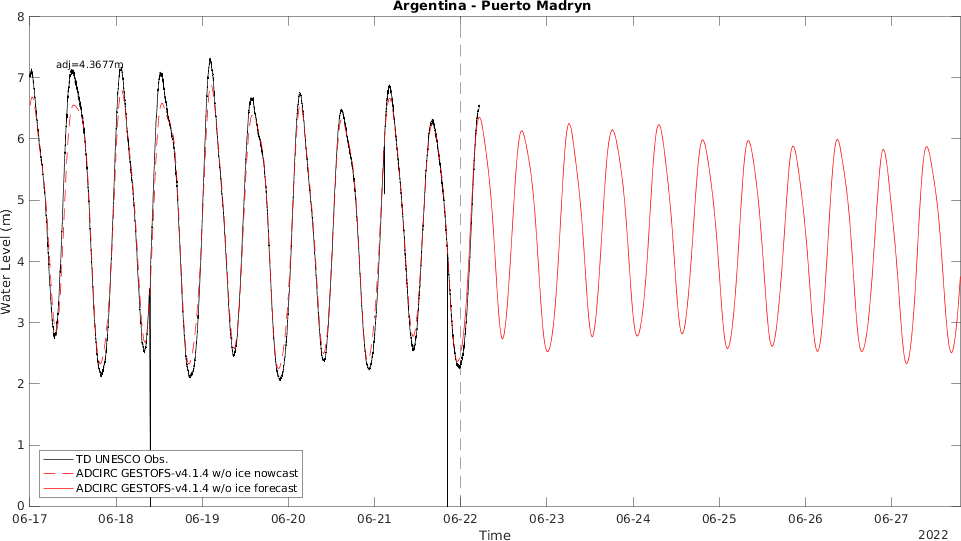 Argentina - Puerto Madryn
8
7
6
5
4
3
2
1
0
Water Level (m)
adj=4.3677m
TD UNESCO Obs.
ADCIRC GESTOFS-v4.1.4 w/o ice nowcast
ADCIRC GESTOFS-v4.1.4 w/o ice forecast
06-17 06-18 06-19 06-20 06-21 06-22 06-23 06-24 06-25 06-26 06-27
Time
2022